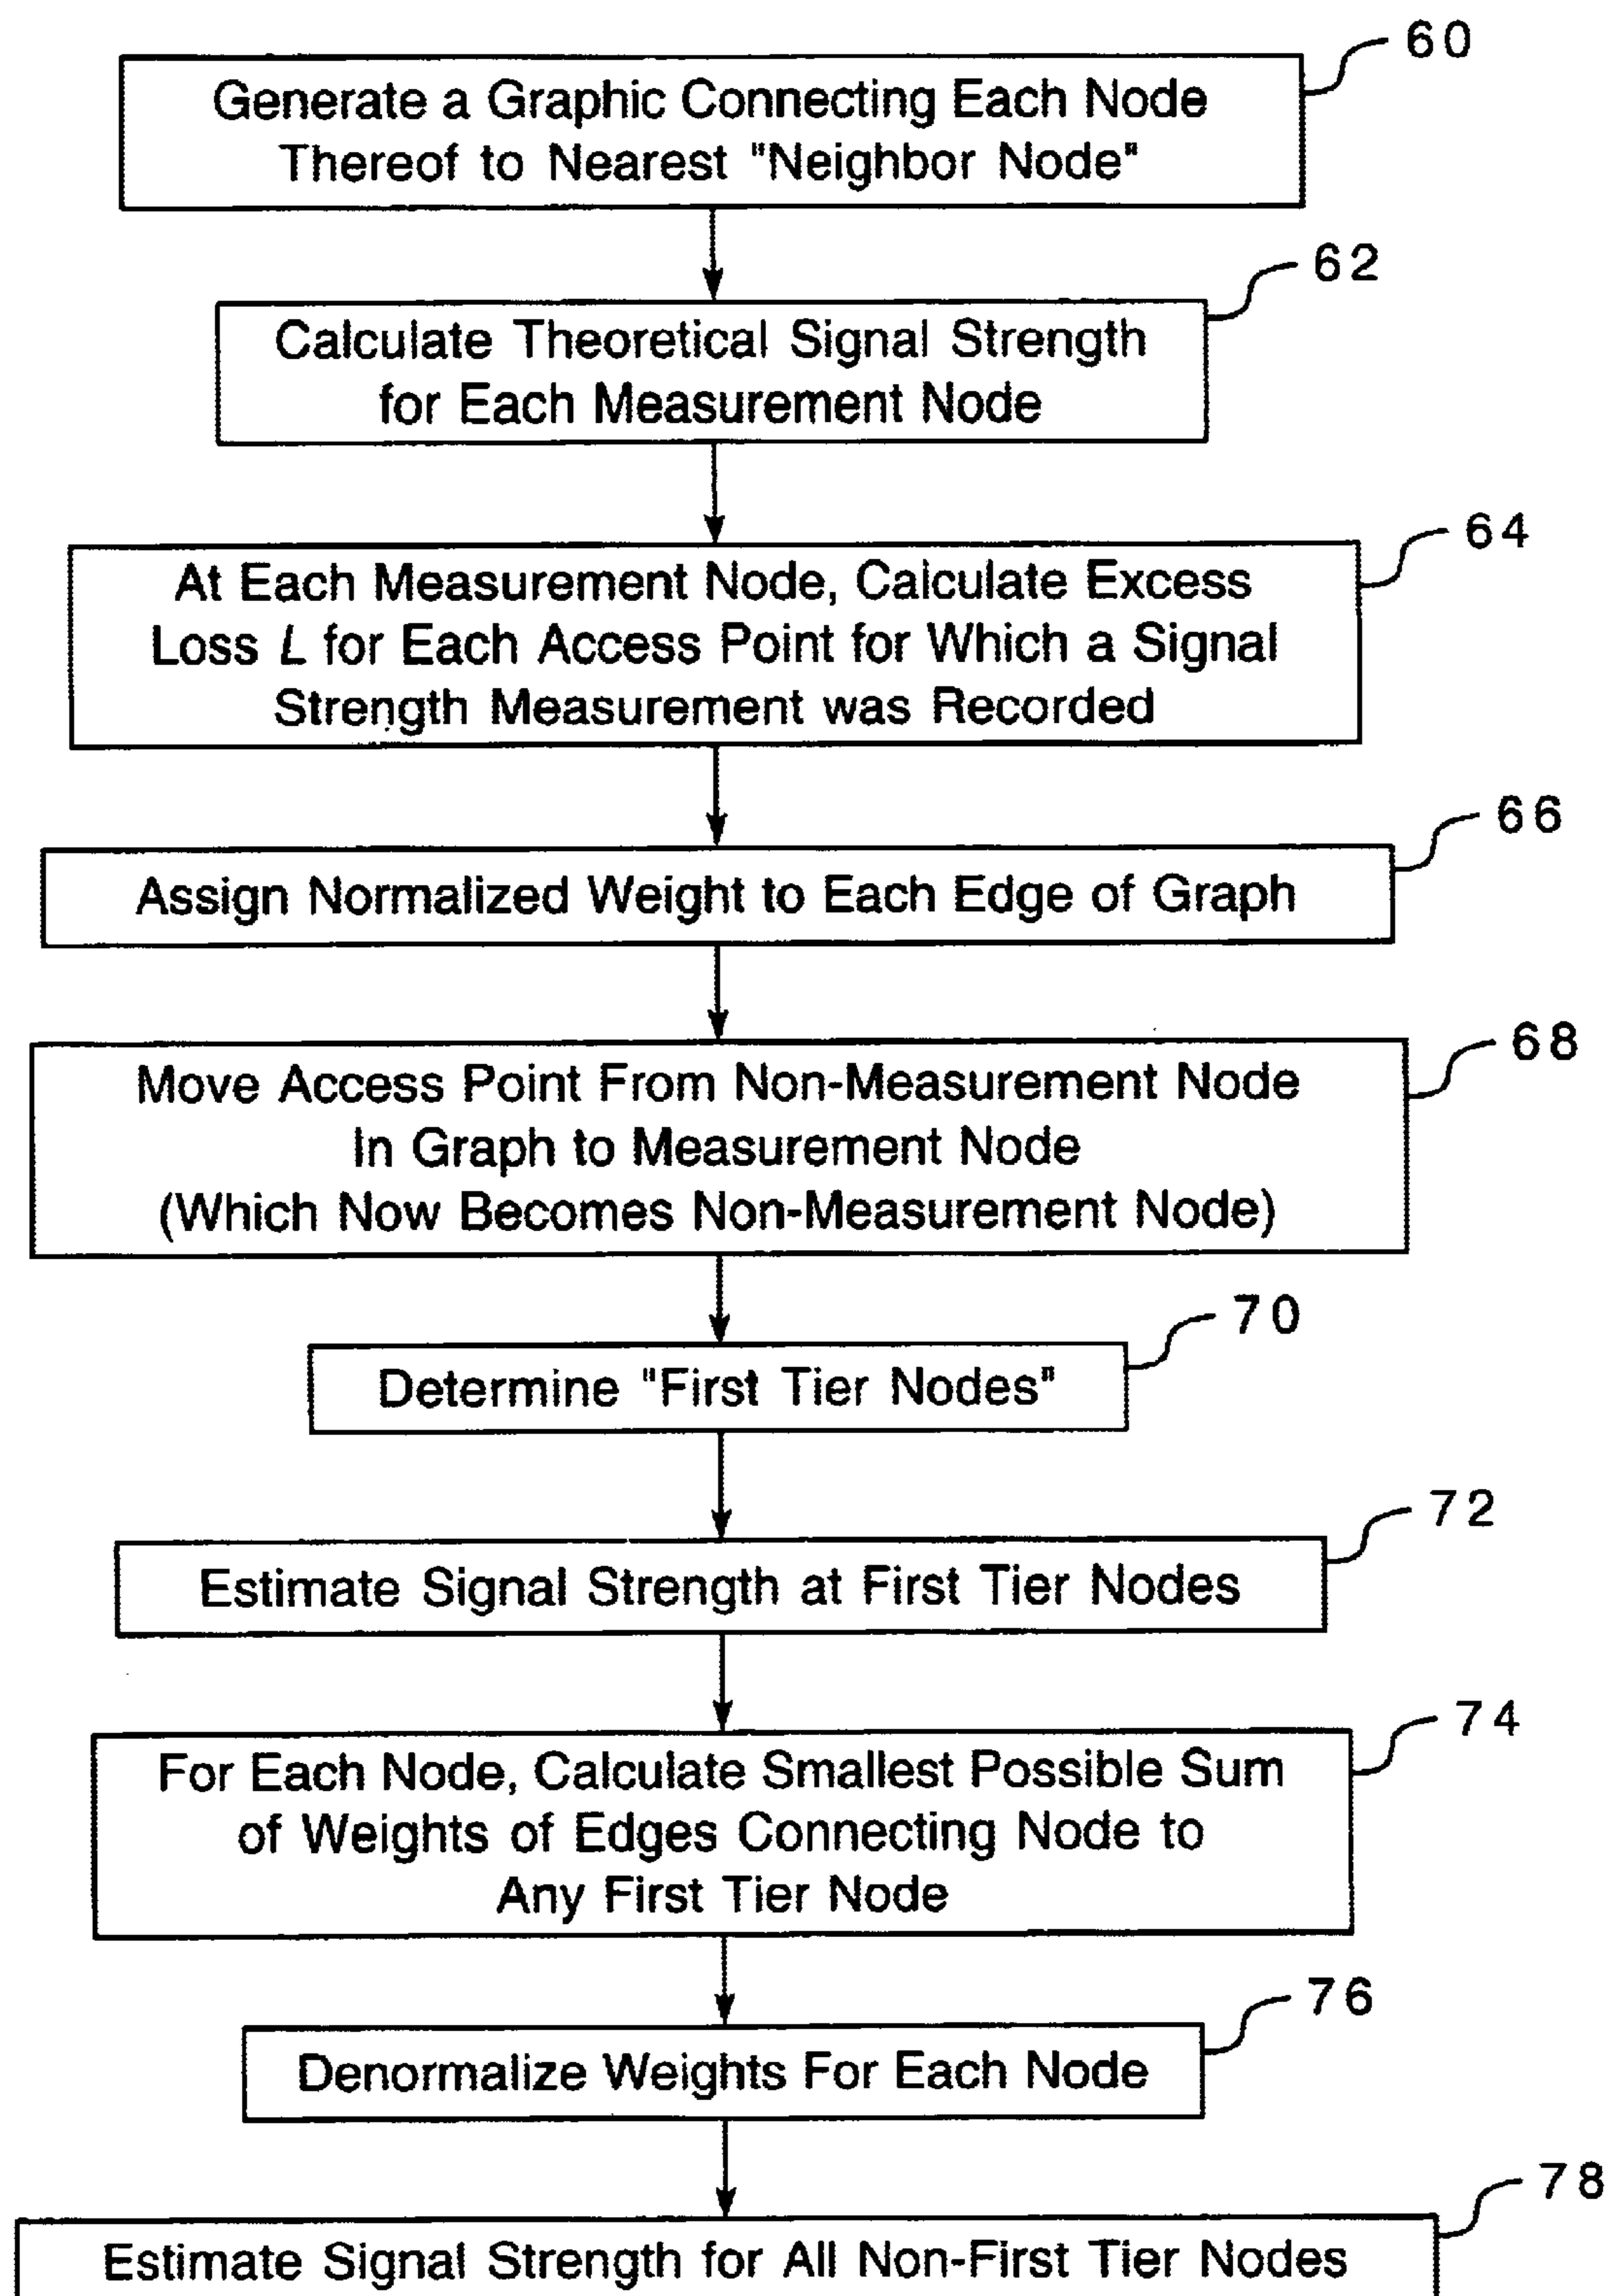 60
Generate a Graphic Connecting Each Node
Thereof to Nearest "Neighbor Node"
62
Calculate Theoretical Signal Strength
for Each Measurement Node
64
At Each Measurement Node, Calculate Excess
Loss L for Each Access Point for Which a Signal
Strength Measurement was Recorded
66
Assign Normalized Weight to Each Edge of Graph
68
Move Access Point From Non-Measurement Node
In Graph to Measurement Node
(Which Now Becomes Non-Measurement Node)
70
Determine "First Tier Nodes"
72
Estimate Signal Strength at First Tier Nodes
74
For Each Node, Calculate Smallest Possible Sum
of Weights of Edges Connecting Node to
Any First Tier Node
76
Denormalize Weights For Each Node
78
Estimate Signal Strength for All Non-First Tier Nodes